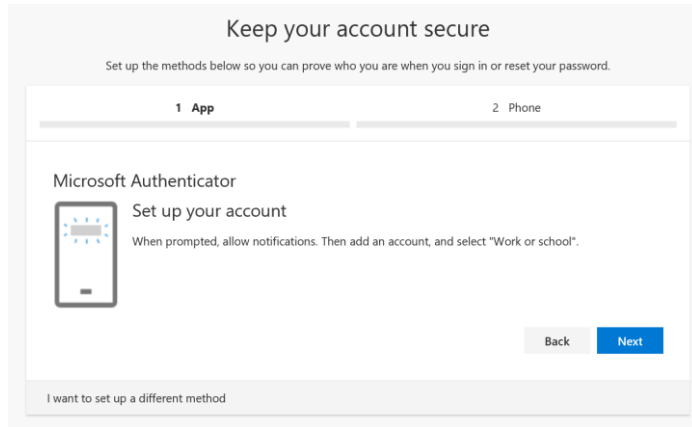 Keep your account secure
Set up the methods below so you can prove who you are when you sign in or reset your password.
1 App
2 Phone
Microsoft Authenticator
Set up your account
When prompted, allow notifications. Then add an account, and select "Work or school".
Back
Next
I want to set up a different method